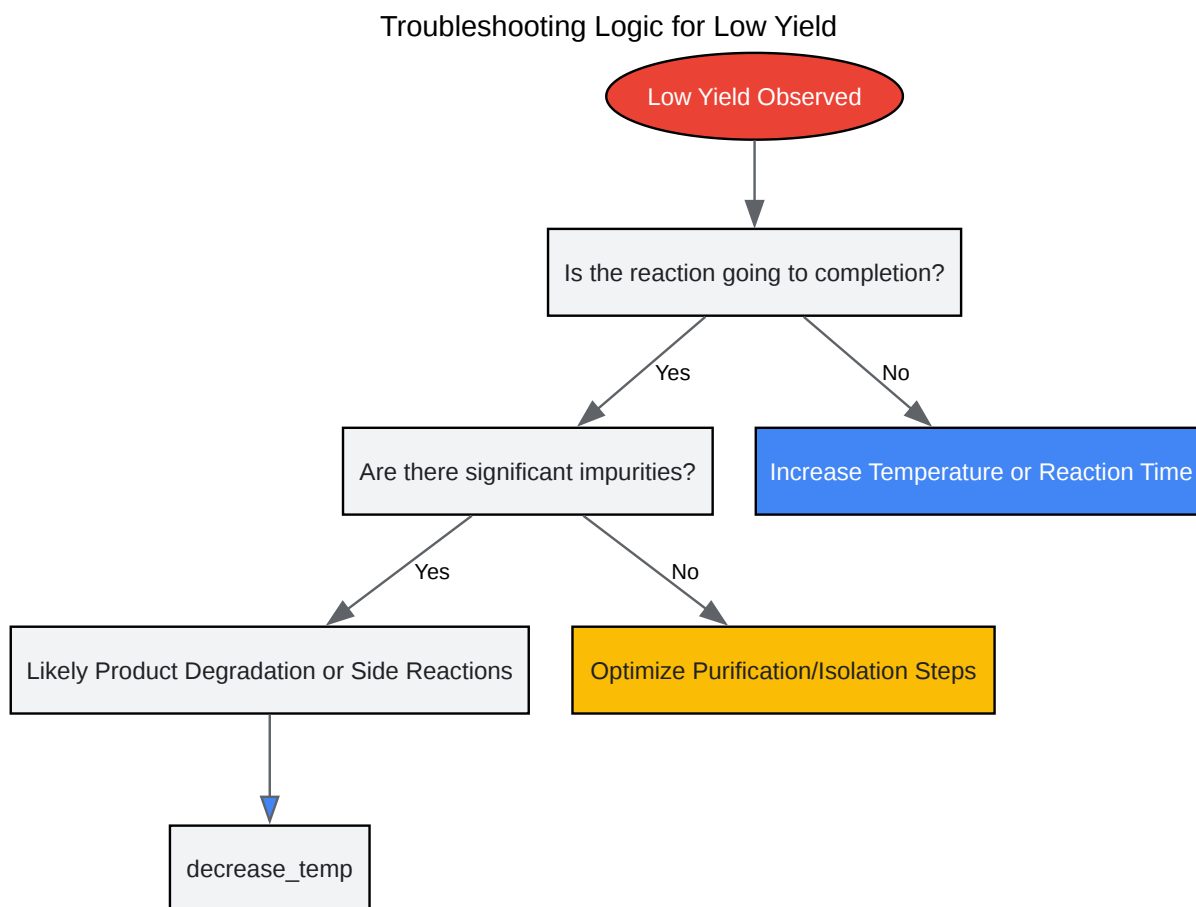 Troubleshooting Logic for Low Yield
Low Yield Observed
Is the reaction going to completion?
Yes
No
Are there significant impurities?
Increase Temperature or Reaction Time
Yes
No
Likely Product Degradation or Side Reactions
Optimize Purification/Isolation Steps
decrease_temp